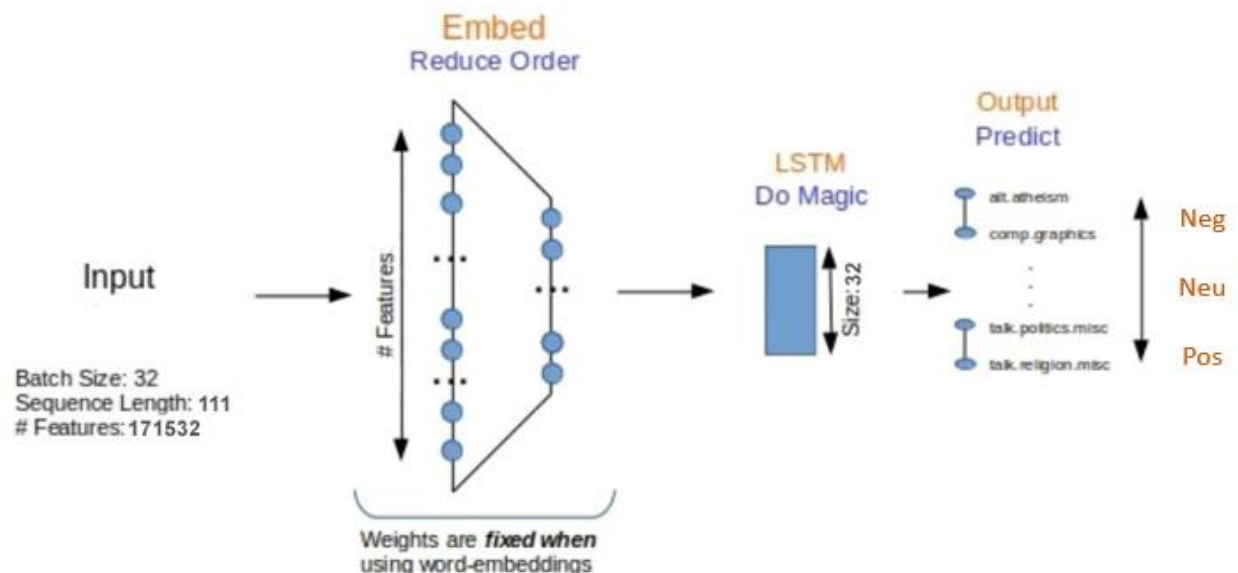 Embed
Reduce Order
Input
Batch Size: 32
Sequence Length: 111
# Features: 171532
# Features
Weights are fixed when
using word-embeddings
LSTM
Do Magic
Size: 32
Output
Predict
alt.atheism
comp.graphics
talk.politics.misc
talk.religion.misc
Neg
Neu
Pos